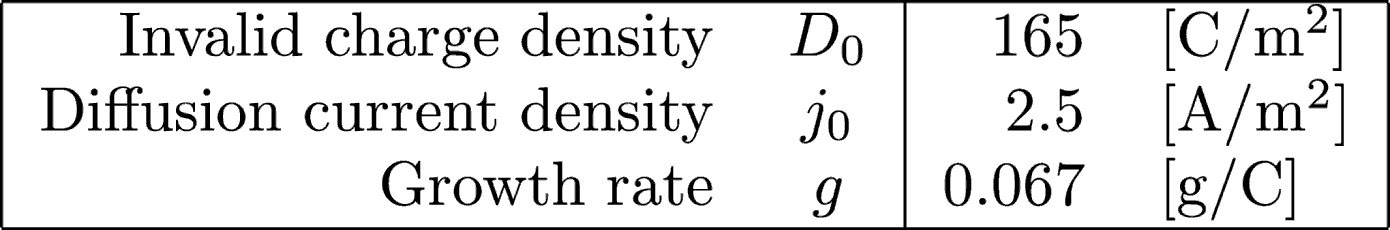 Invalid charge density D₀ 165 [C/m²]
Diffusion current density j₀ 2.5 [A/m²]
Growth rate g 0.067 [g/C]